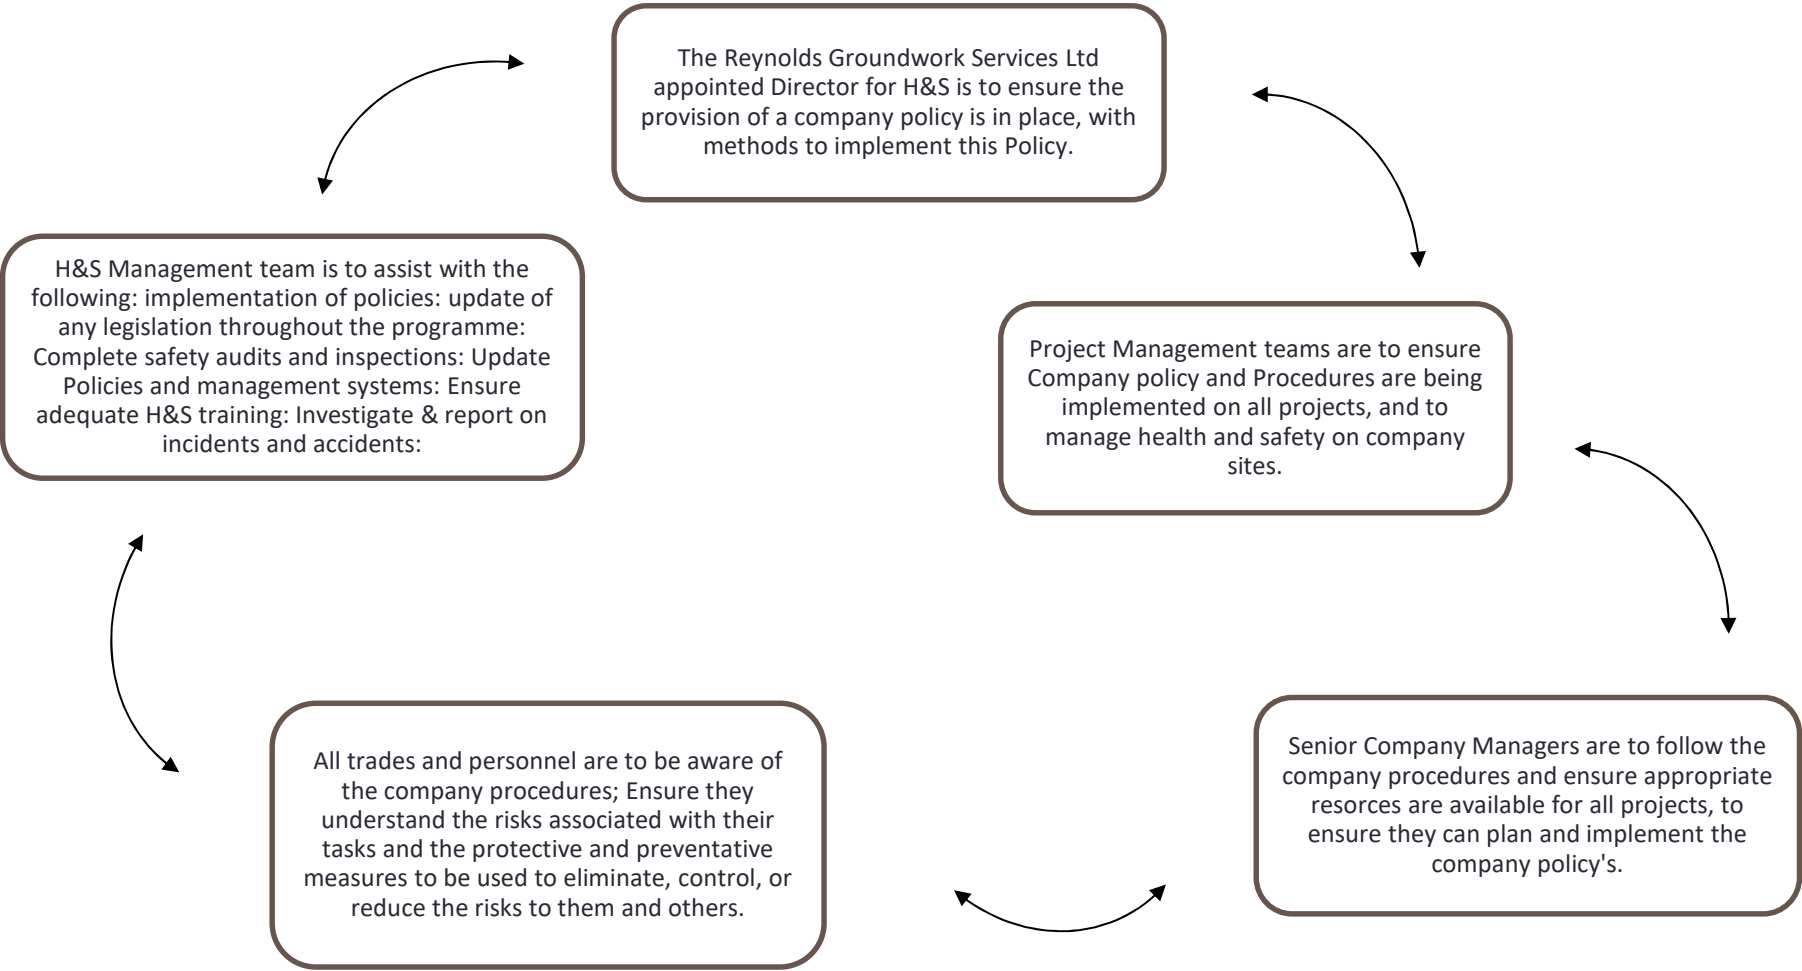 The Reynolds Groundwork Services Ltd
appointed Director for H&S is to ensure the
provision of a company policy is in place, with
methods to implement this Policy.
H&S Management team is to assist with the
following: implementation of policies: update of
any legislation throughout the programme:
Complete safety audits and inspections: Update
Policies and management systems: Ensure
adequate H&S training: Investigate & report on
incidents and accidents:
Project Management teams are to ensure
Company policy and Procedures are being
implemented on all projects, and to
manage health and safety on company
sites.
All trades and personnel are to be aware of
the company procedures; Ensure they
understand the risks associated with their
tasks and the protective and preventative
measures to be used to eliminate, control, or
reduce the risks to them and others.
Senior Company Managers are to follow the
company procedures and ensure appropriate
resorces are available for all projects, to
ensure they can plan and implement the
company policy's.